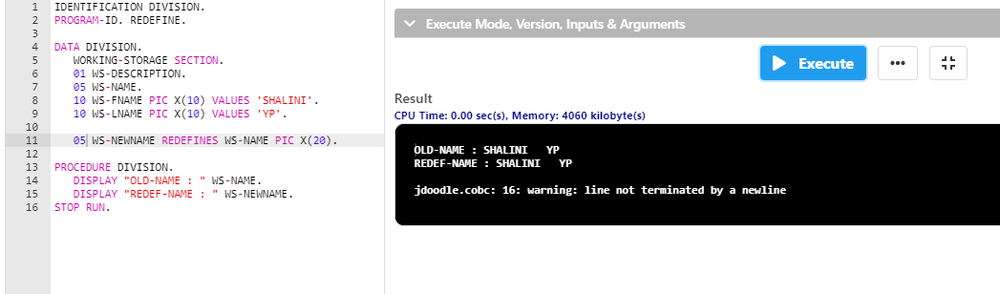 1 IDENTIFICATION DIVISION.
2 PROGRAM-ID. REDEFINE.
3
4 DATA DIVISION.
5 WORKING-STORAGE SECTION.
6 01 WS-DESCRIPTION.
7 05 WS-NAME.
8 10 WS-FNAME PIC X(10) VALUES 'SHALINI'.
9 10 WS-LNAME PIC X(10) VALUES 'YP'.
10
11 05 WS-NEWNAME REDEFINES WS-NAME PIC X(20).
12
13 PROCEDURE DIVISION.
14 DISPLAY "OLD-NAME : " WS-NAME.
15 DISPLAY "REDEF-NAME : " WS-NEWNAME.
16 STOP RUN.
Execute Mode, Version, Inputs & Arguments
Execute
Result
CPU Time: 0.00 sec(s), Memory: 4060 kilobyte(s)
OLD-NAME : SHALINI   YP
REDEF-NAME : SHALINI   YP
jdoodle.cobc: 16: warning: line not terminated by a newline